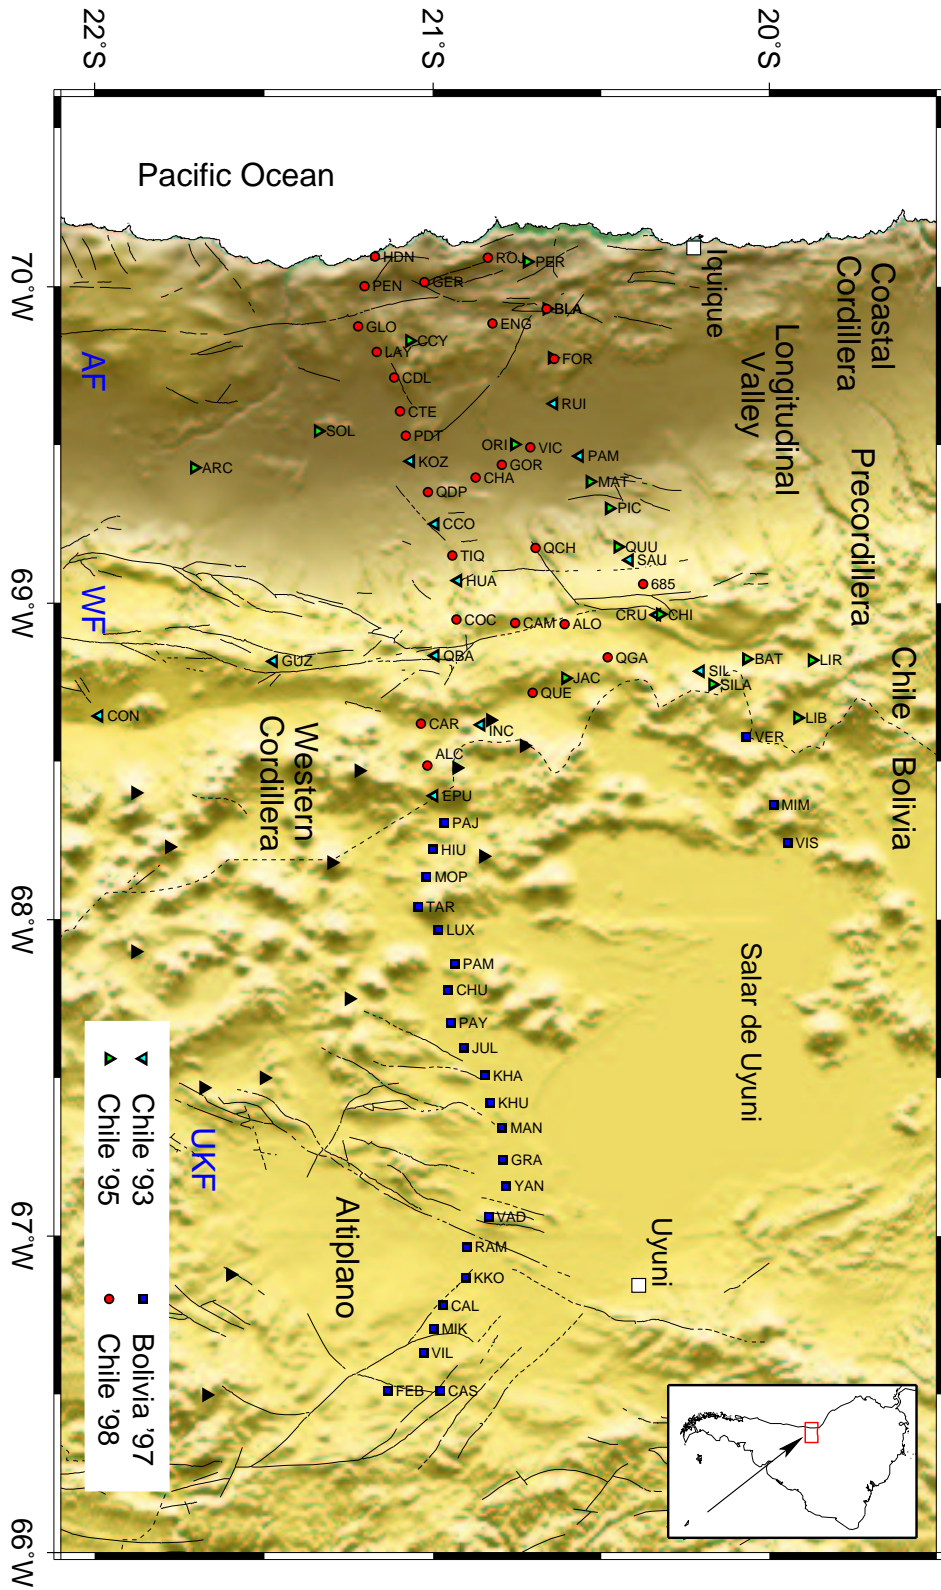 22°S
21°S
20°S
Pacific Ocean
Iquique
Coastal
Cordillera
Longitudinal
Valley
Precordillera
Chile
Bolivia
AF
WF
UKF
Western
Cordillera
Salar de Uyuni
Uyuni
Altiplano
70°W
69°W
68°W
67°W
66°W
HDN
ROJ
PER
PEN
GER
BLA
GLO
ENG
CCY
LAY
FOR
CDL
RUI
CTE
SOL
PDT
ORI
VIC
ARC
KOZ
GOR
PAM
CHA
MAT
QDP
PIC
CCO
TIQ
QCH
QUU
SAU
HUA
685
COC
CAM
ALO
CRU
CHI
GUZ
QBA
QGA
BAT
LIR
SIL
JAC
SILA
QUE
CON
CAR
INC
LIB
VER
ALC
EPU
PAJ
MIM
HIU
VIS
MOP
TAR
LUX
PAM
CHU
PAY
JUL
KHA
KHU
MAN
GRA
YAN
VAD
RAM
KKO
CAL
MIK
VIL
FEB
CAS
Chile '93
Chile '95
Bolivia '97
Chile '98